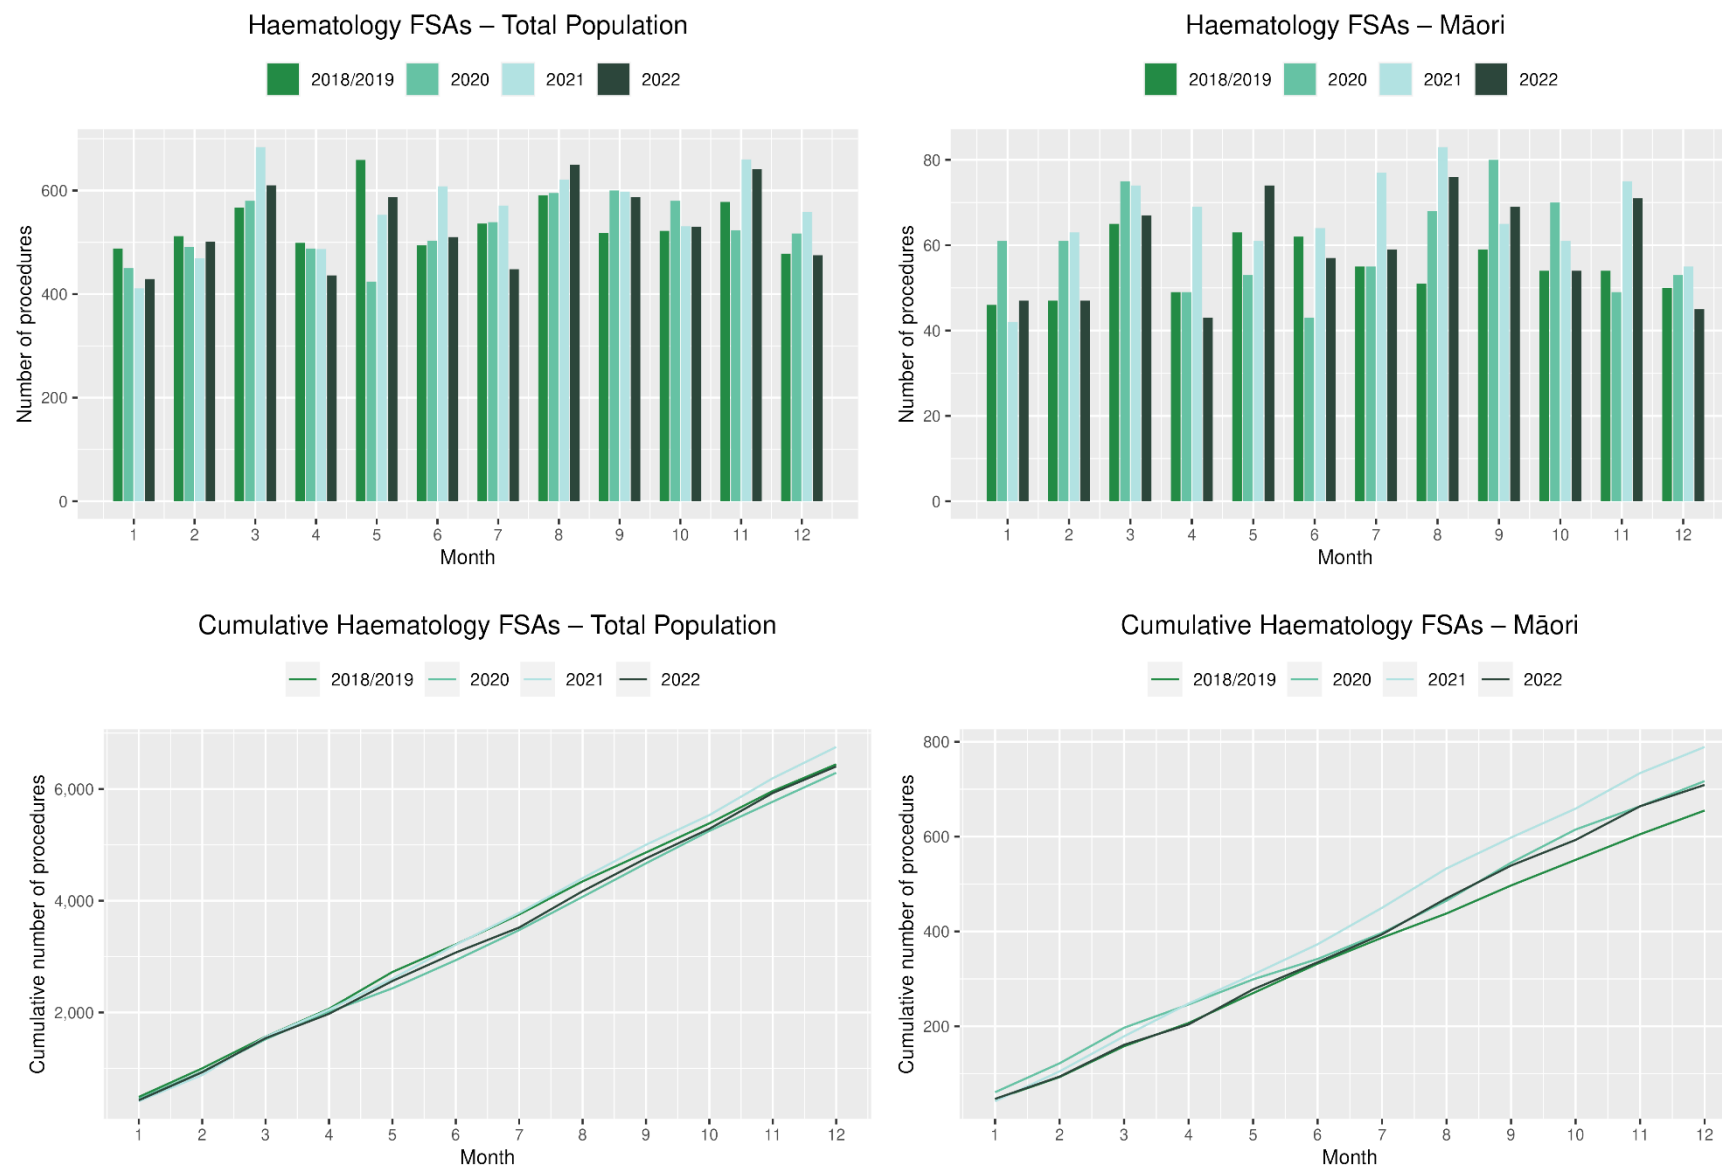 Haematology FSAs – Total Population
2018/2019 2020 2021 2022
Number of procedures
600
400
200
0
1 2 3 4 5 6 7 8 9 10 11 12
Month
Haematology FSAs – Māori
2018/2019 2020 2021 2022
Number of procedures
80
60
40
20
0
1 2 3 4 5 6 7 8 9 10 11 12
Month
Cumulative Haematology FSAs – Total Population
2018/2019 2020 2021 2022
Cumulative number of procedures
6,000
4,000
2,000
1 2 3 4 5 6 7 8 9 10 11 12
Month
Cumulative Haematology FSAs – Māori
2018/2019 2020 2021 2022
Cumulative number of procedures
800
600
400
200
1 2 3 4 5 6 7 8 9 10 11 12
Month